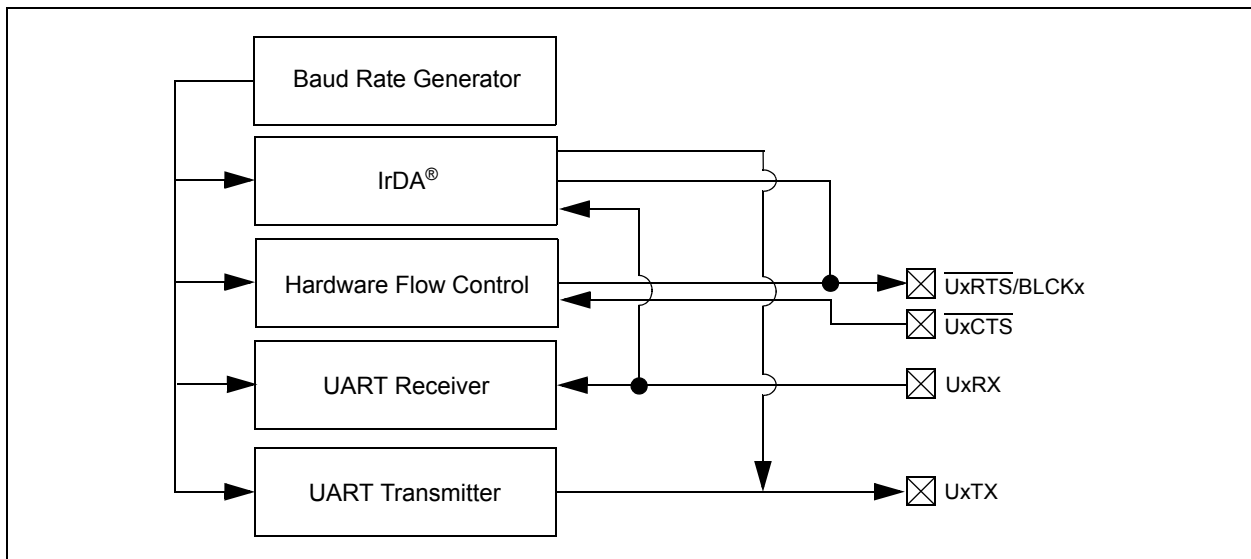 Baud Rate Generator
IrDA®
Hardware Flow Control
UxRTS/BLCKx
UxCTS
UART Receiver
UxRX
UART Transmitter
UxTX